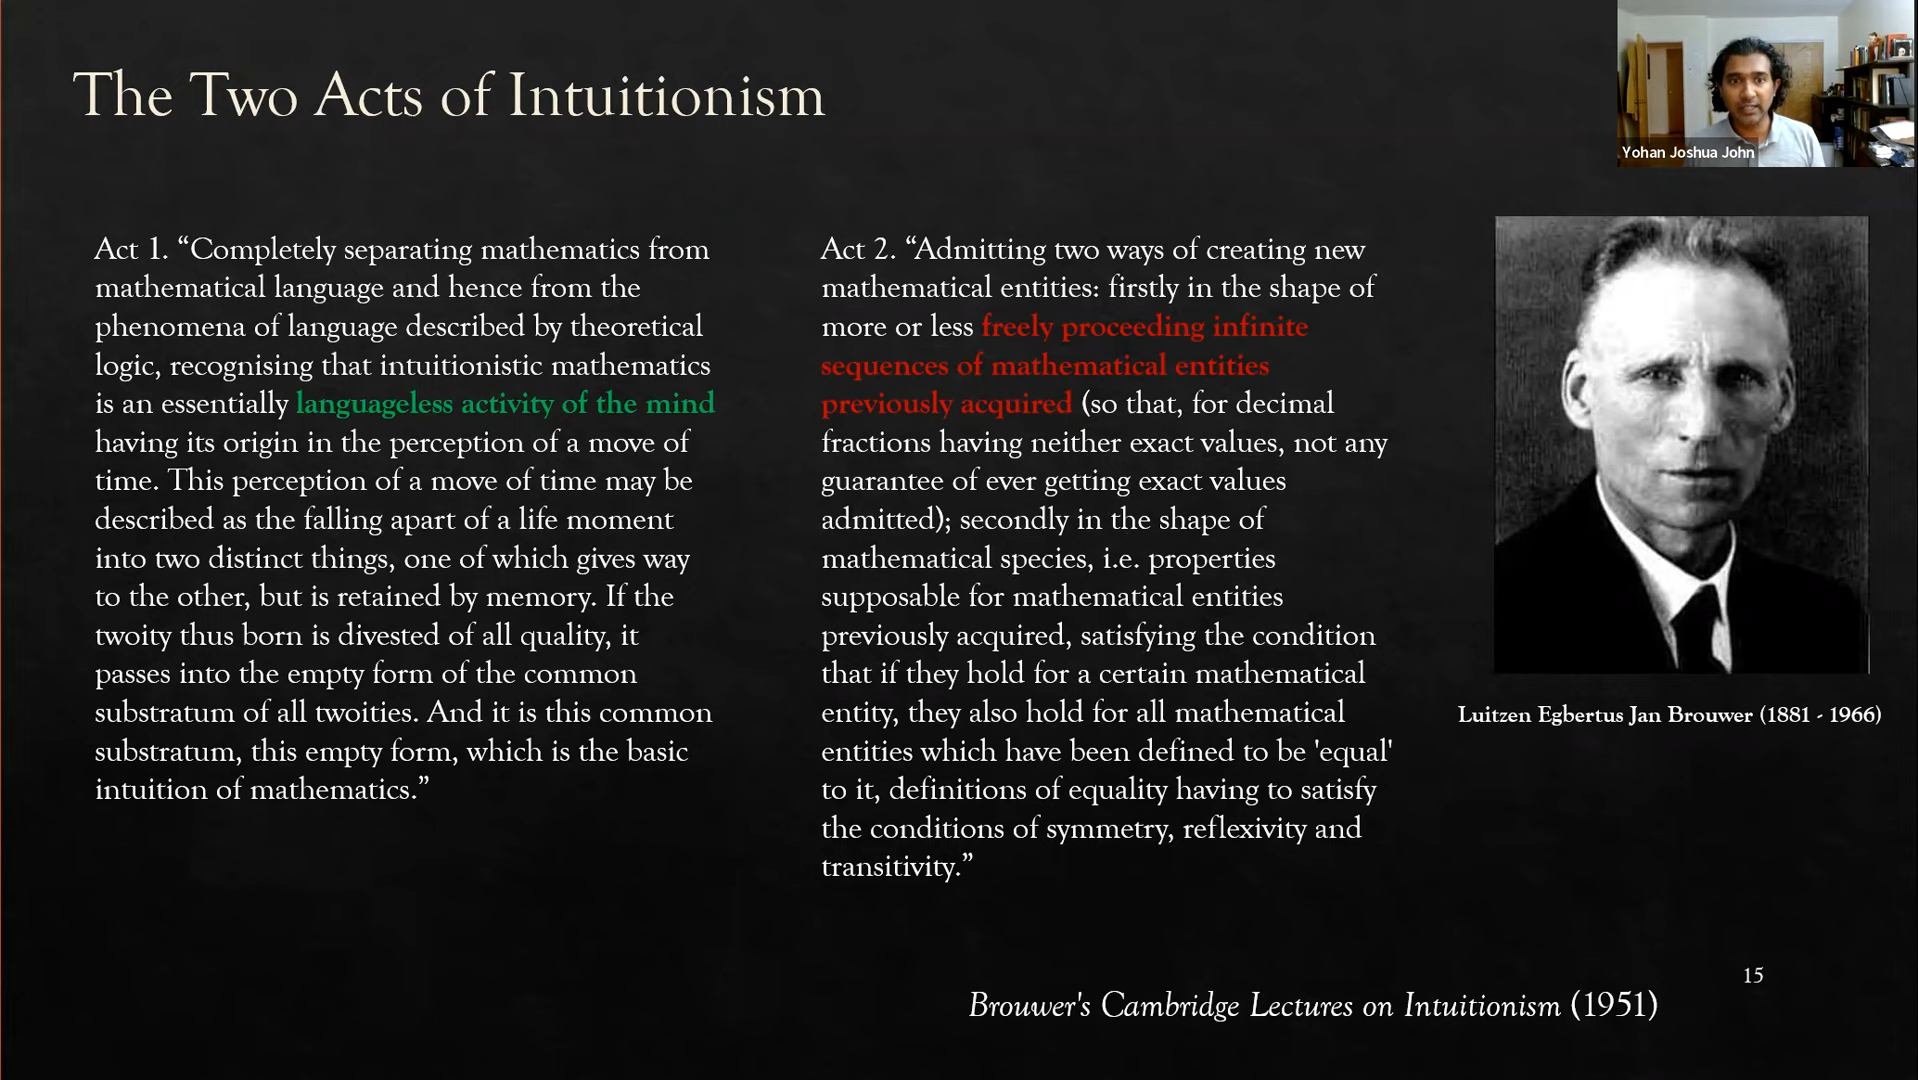 The Two Acts of Intuitionism
Yohan Joshua John
Act 1. “Completely separating mathematics from
mathematical language and hence from the
phenomena of language described by theoretical
logic, recognising that intuitionistic mathematics
is an essentially languageless activity of the mind
having its origin in the perception of a move of
time. This perception of a move of time may be
described as the falling apart of a life moment
into two distinct things, one of which gives way
to the other, but is retained by memory. If the
twoity thus born is divested of all quality, it
passes into the empty form of the common
substratum of all twoities. And it is this common
substratum, this empty form, which is the basic
intuition of mathematics.”
Act 2. “Admitting two ways of creating new
mathematical entities: firstly in the shape of
more or less freely proceeding infinite
sequences of mathematical entities
previously acquired (so that, for decimal
fractions having neither exact values, not any
guarantee of ever getting exact values
admitted); secondly in the shape of
mathematical species, i.e. properties
supposable for mathematical entities
previously acquired, satisfying the condition
that if they hold for a certain mathematical
entity, they also hold for all mathematical
entities which have been defined to be 'equal'
to it, definitions of equality having to satisfy
the conditions of symmetry, reflexivity and
transitivity.”
Luitzen Egbertus Jan Brouwer (1881 - 1966)
15
Brouwer's Cambridge Lectures on Intuitionism (1951)